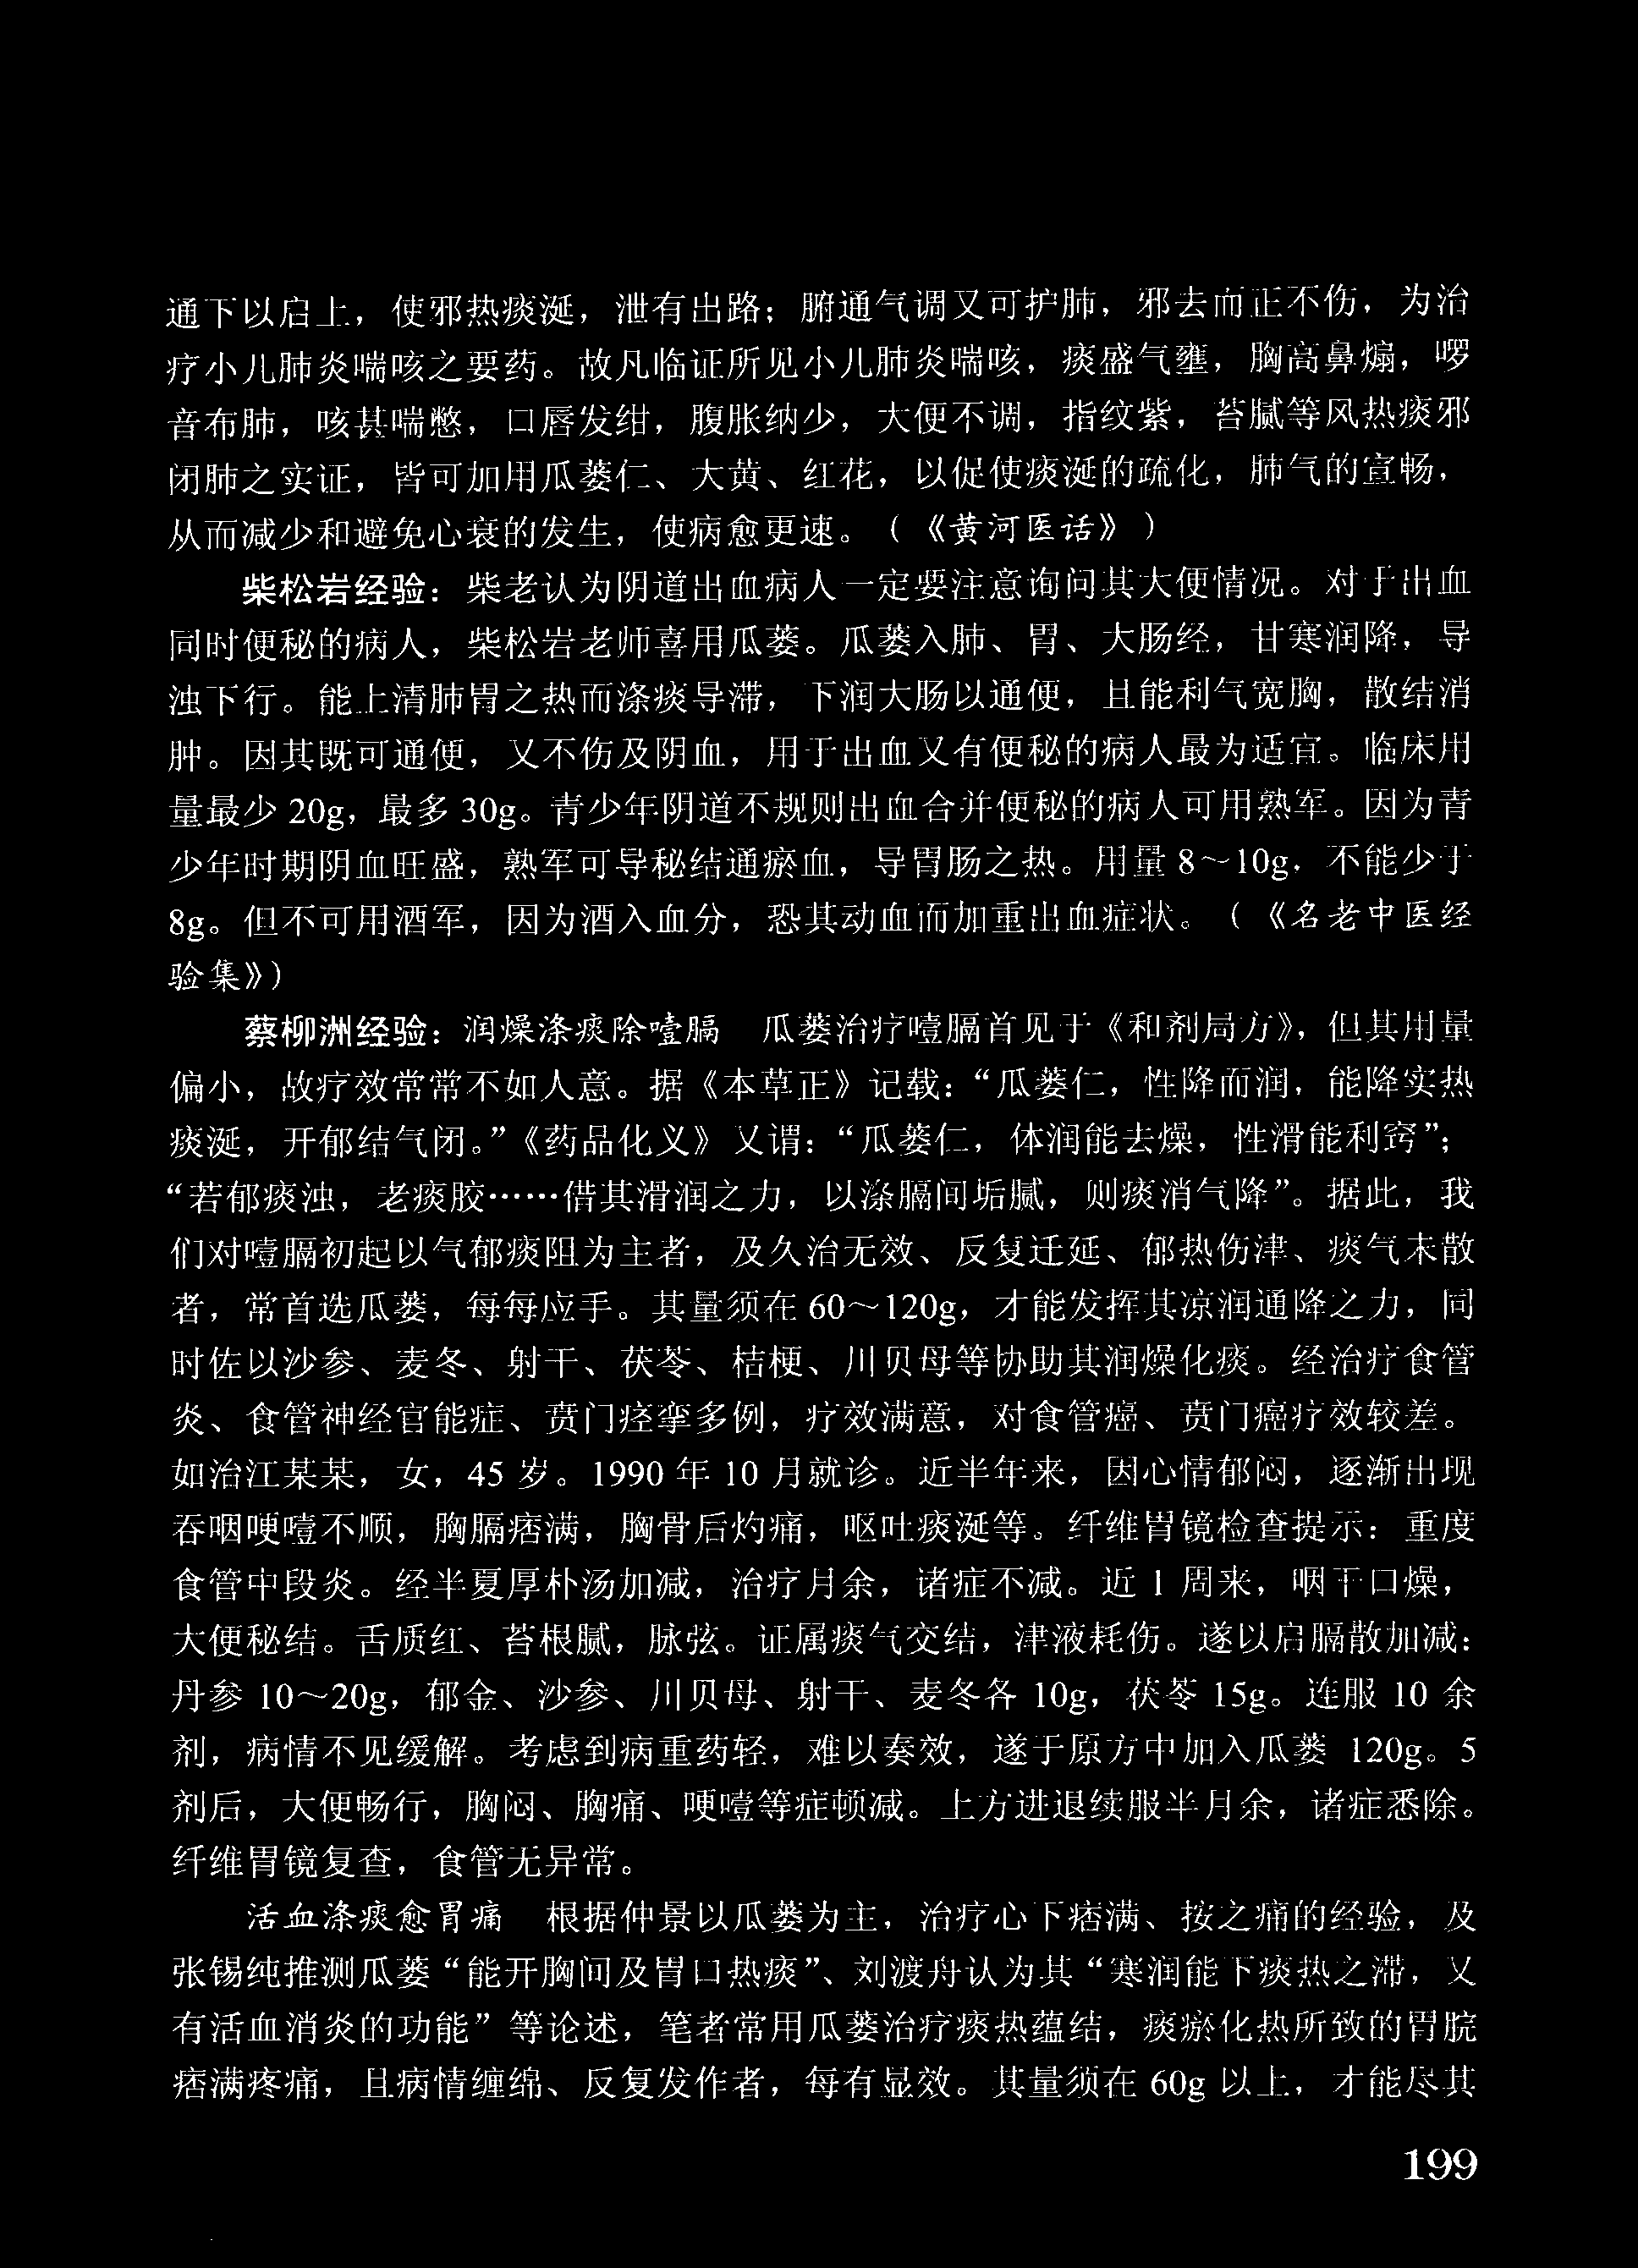 通下以启上，使邪热痰涎，泄有出路；腑通气调又可护肺，邪去而正不伤，为治
疗小儿肺炎喘咳之要药。故凡临证所见小儿肺炎喘咳，痰盛气壅，胸高鼻煽，啰
音布肺，咳甚喘憋，口唇发绀，腹胀纳少，大便不调，指纹紫，苔腻等风热痰邪
闭肺之实证，皆可加用瓜蒌仁、大黄、红花，以促使痰涎的疏化，肺气的宣畅，
从而减少和避免心衰的发生，使病愈更速。（《黄河医话》）
柴松岩经验：柴老认为阴道出血病人一定要注意询问其大便情况。对于出血
同时便秘的病人，柴松岩老师喜用瓜蒌。瓜蒌入肺、胃、大肠经，甘寒润降，导
浊下行。能上清肺胃之热而涤痰导滞，下润大肠以通便，且能利气宽胸，散结消
肿。因其既可通便，又不伤及阴血，用于出血又有便秘的病人最为适宜。临床用
量最少 20g，最多 30g。青少年阴道不规则出血合并便秘的病人可用熟军。因为青
少年时期阴血旺盛，熟军可导秘结通瘀血，导胃肠之热。用量 8～10g，不能少于
8g。但不可用酒军，因为酒入血分，恐其动血而加重出血症状。（《名老中医经
验集》）
蔡柳洲经验：润燥涤痰除噎膈　瓜蒌治疗噎膈首见于《和剂局方》，但其用量
偏小，故疗效常常不如人意。据《本草正》记载：“瓜蒌仁，性降而润，能降实热
痰涎，开郁结气闭。”《药品化义》又谓：“瓜蒌仁，体润能去燥，性滑能利窍”；
“若郁痰浊，老痰胶……借其滑润之力，以涤膈间垢腻，则痰消气降”。据此，我
们对噎膈初起以气郁痰阻为主者，及久治无效、反复迁延、郁热伤津、痰气未散
者，常首选瓜蒌，每每应手。其量须在 60～120g，才能发挥其凉润通降之力，同
时佐以沙参、麦冬、射干、茯苓、桔梗、川贝母等协助其润燥化痰。经治疗食管
炎、食管神经官能症、贲门痉挛多例，疗效满意，对食管癌、贲门癌疗效较差。
如治江某某，女，45 岁。1990 年 10 月就诊。近半年来，因心情郁闷，逐渐出现
吞咽哽噎不顺，胸膈痞满，胸骨后灼痛，呕吐痰涎等。纤维胃镜检查提示：重度
食管中段炎。经半夏厚朴汤加减，治疗月余，诸症不减。近 1 周来，咽干口燥，
大便秘结。舌质红、苔根腻，脉弦。证属痰气交结，津液耗伤。遂以启膈散加减：
丹参 10～20g，郁金、沙参、川贝母、射干、麦冬各 10g，茯苓 15g。连服 10 余
剂，病情不见缓解。考虑到病重药轻，难以奏效，遂于原方中加入瓜蒌 120g。5
剂后，大便畅行，胸闷、胸痛、哽噎等症顿减。上方进退续服半月余，诸症悉除。
纤维胃镜复查，食管无异常。
活血涤痰愈胃痛　根据仲景以瓜蒌为主，治疗心下痞满、按之痛的经验，及
张锡纯推测瓜蒌“能开胸间及胃口热痰”、刘渡舟认为其“寒润能下痰热之滞，又
有活血消炎的功能”等论述，笔者常用瓜蒌治疗痰热蕴结，痰瘀化热所致的胃脘
痞满疼痛，且病情缠绵、反复发作者，每有显效。其量须在 60g 以上，才能尽其
199